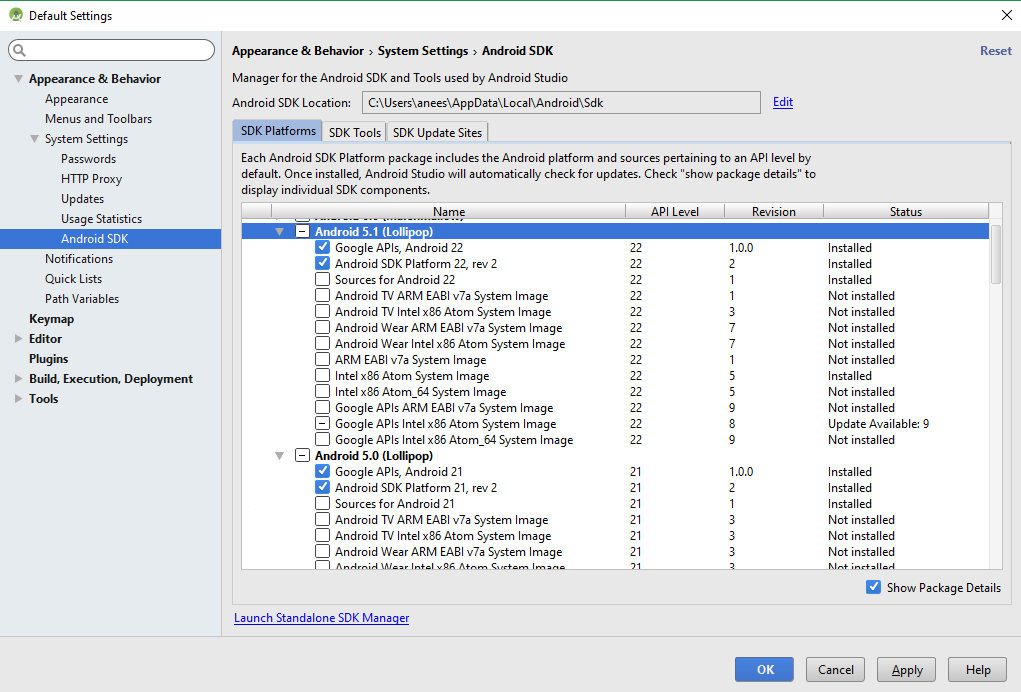 Default Settings
Appearance & Behavior
Appearance
Menus and Toolbars
System Settings
Passwords
HTTP Proxy
Updates
Usage Statistics
Android SDK
Notifications
Quick Lists
Path Variables
Keymap
Editor
Plugins
Build, Execution, Deployment
Tools
Appearance & Behavior › System Settings › Android SDK Reset
Manager for the Android SDK and Tools used by Android Studio
Android SDK Location: C:\Users\anees\AppData\Local\Android\Sdk Edit
SDK Platforms SDK Tools SDK Update Sites
Each Android SDK Platform package includes the Android platform and sources pertaining to an API level by
default. Once installed, Android Studio will automatically check for updates. Check "show package details" to
display individual SDK components.
Name API Level Revision Status
Android 5.1 (Lollipop)
Google APIs, Android 22 22 1.0.0 Installed
Android SDK Platform 22, rev 2 22 2 Installed
Sources for Android 22 22 1 Installed
Android TV ARM EABI v7a System Image 22 1 Not installed
Android TV Intel x86 Atom System Image 22 3 Not installed
Android Wear ARM EABI v7a System Image 22 7 Not installed
Android Wear Intel x86 Atom System Image 22 7 Not installed
ARM EABI v7a System Image 22 1 Not installed
Intel x86 Atom System Image 22 5 Installed
Intel x86 Atom_64 System Image 22 5 Not installed
Google APIs ARM EABI v7a System Image 22 9 Not installed
Google APIs Intel x86 Atom System Image 22 8 Update Available: 9
Google APIs Intel x86 Atom_64 System Image 22 9 Not installed
Android 5.0 (Lollipop)
Google APIs, Android 21 21 1.0.0 Installed
Android SDK Platform 21, rev 2 21 2 Installed
Sources for Android 21 21 1 Installed
Android TV ARM EABI v7a System Image 21 3 Not installed
Android TV Intel x86 Atom System Image 21 3 Not installed
Android Wear ARM EABI v7a System Image 21 3 Not installed
Android Wear Intel x86 Atom System Image 21 3 Not installed
Show Package Details
Launch Standalone SDK Manager
OK Cancel Apply Help